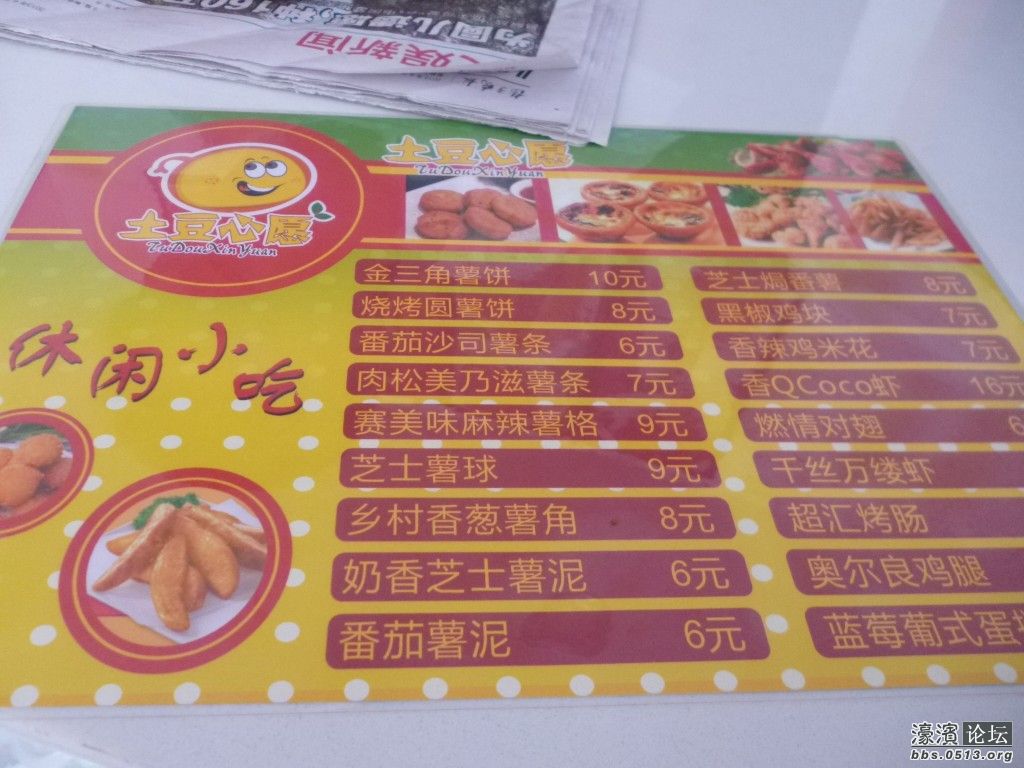 娱新闻
土豆心愿
TuDouXinYuan
土豆心愿
TuDouXinYuan
休闲小吃
金三角薯饼 10元
烧烤圆薯饼 8元
番茄沙司薯条 6元
肉松美乃滋薯条 7元
赛美味麻辣薯格 9元
芝士薯球 9元
乡村香葱薯角 8元
奶香芝士薯泥 6元
番茄薯泥 6元
芝士焗番薯 8元
黑椒鸡块 7元
香辣鸡米花 7元
香QCoco虾 16元
燃情对翅 6
千丝万缕虾
超汇烤肠
奥尔良鸡腿
蓝莓葡式蛋
濠滨论坛
bbs.0513.org